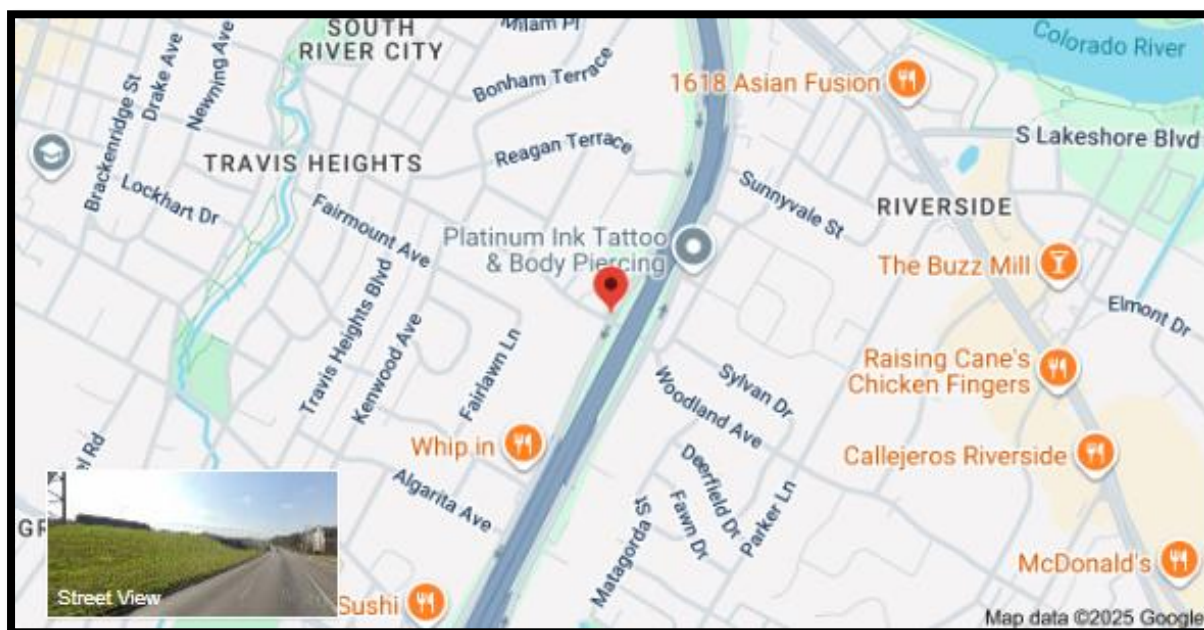 SOUTH
RIVER CITY
Milam Pl
Colorado River
Drake Ave
Newning Ave
Brackenridge St
Bonham Terrace
1618 Asian Fusion
Reagan Terrace
S Lakeshore Blvd
TRAVIS HEIGHTS
Lockhart Dr
Sunnyvale St
RIVERSIDE
Fairmount Ave
Platinum Ink Tattoo
& Body Piercing
The Buzz Mill
Elmont Dr
Travis Heights Blvd
Kenwood Ave
Fairlawn Ln
Sylvan Dr
Woodland Ave
Raising Cane's
Chicken Fingers
Whip in
Callejeros Riverside
Algarita Ave
Deerfield Dr
Fawn Dr
Parker Ln
Matagorda St
Rd
Street View
Sushi
McDonald's
Map data ©2025 Google